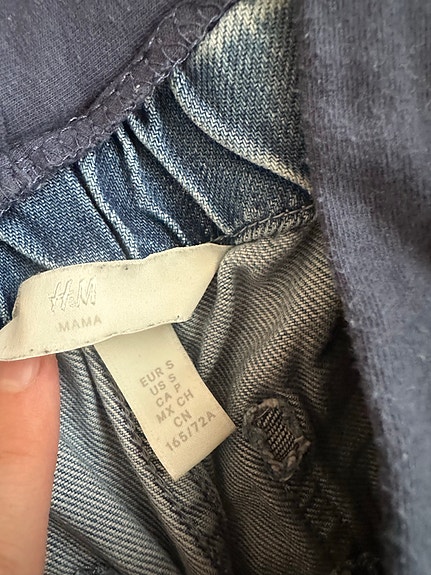 H&M
MAMA
EUR S
US S
CA P
MX CH
CN
165/72A